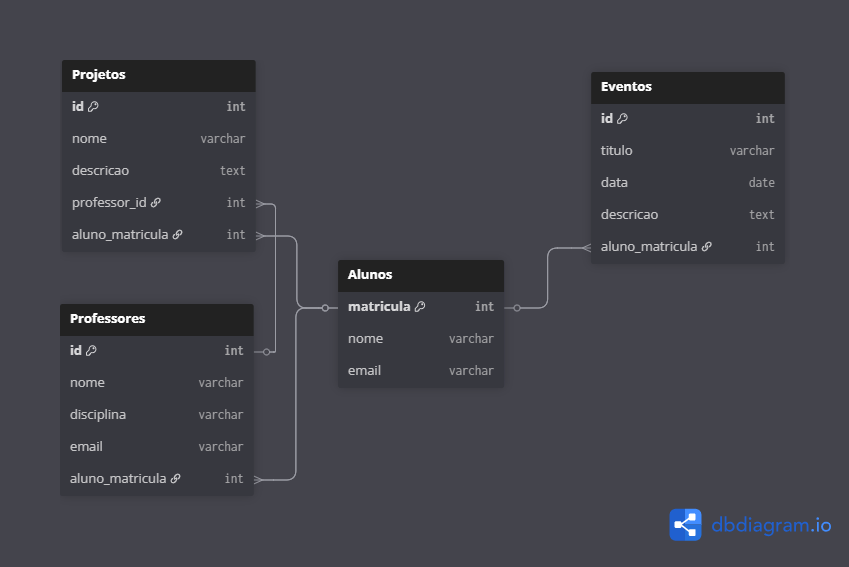 Projetos
id int
nome varchar
descricao text
professor_id int
aluno_matricula int
Professores
id int
nome varchar
disciplina varchar
email varchar
aluno_matricula int
Alunos
matricula int
nome varchar
email varchar
Eventos
id int
titulo varchar
data date
descricao text
aluno_matricula int
dbdiagram.io